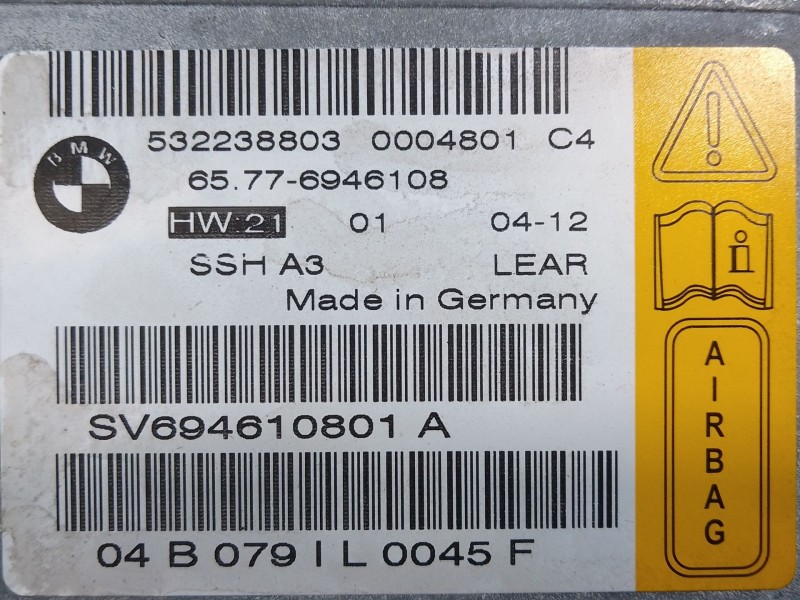 BMW
532238803 0004801 C4
65.77-6946108
HW:21 01 04-12
SSH A3 LEAR
Made in Germany
SV694610801 A
04 B 079 I L 0045 F
i
AIRBAG